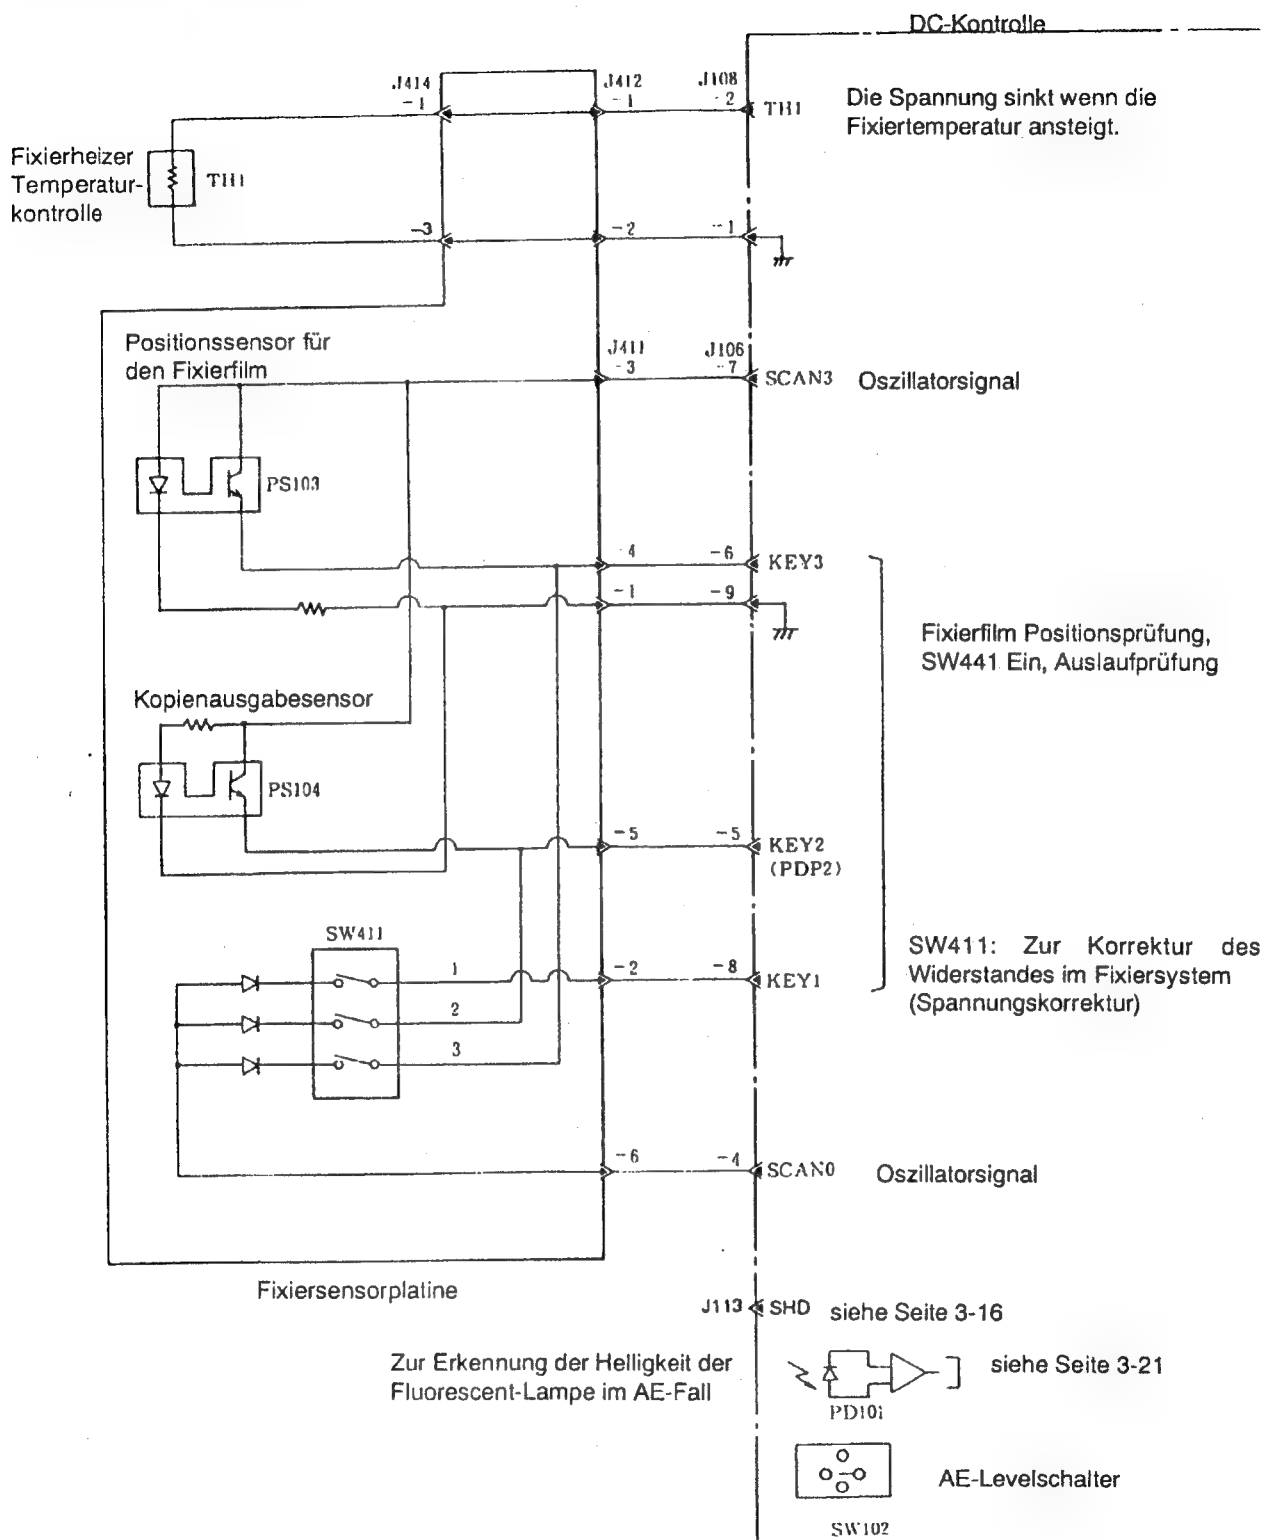 DC-Kontrolle
J414
J412
J108
-1
-1
-2
TH1
Die Spannung sinkt wenn die
Fixiertemperatur ansteigt.
Fixierheizer
Temperatur-
kontrolle
TH1
-3
-2
-1
Positionssensor für
den Fixierfilm
J411
J106
-3
-7
SCAN3
Oszillatorsignal
PS103
-4
-6
KEY3
-1
-9
Fixierfilm Positionsprüfung,
SW441 Ein, Auslaufprüfung
Kopienausgabesensor
PS104
-5
-5
KEY2
(PDP2)
SW411
SW411: Zur Korrektur des
Widerstandes im Fixiersystem
(Spannungskorrektur)
1
-2
-8
KEY1
2
3
-6
-4
SCAN0
Oszillatorsignal
Fixiersensorplatine
J113
SHD
siehe Seite 3-16
Zur Erkennung der Helligkeit der
Fluorescent-Lampe im AE-Fall
siehe Seite 3-21
PD101
AE-Levelschalter
SW102